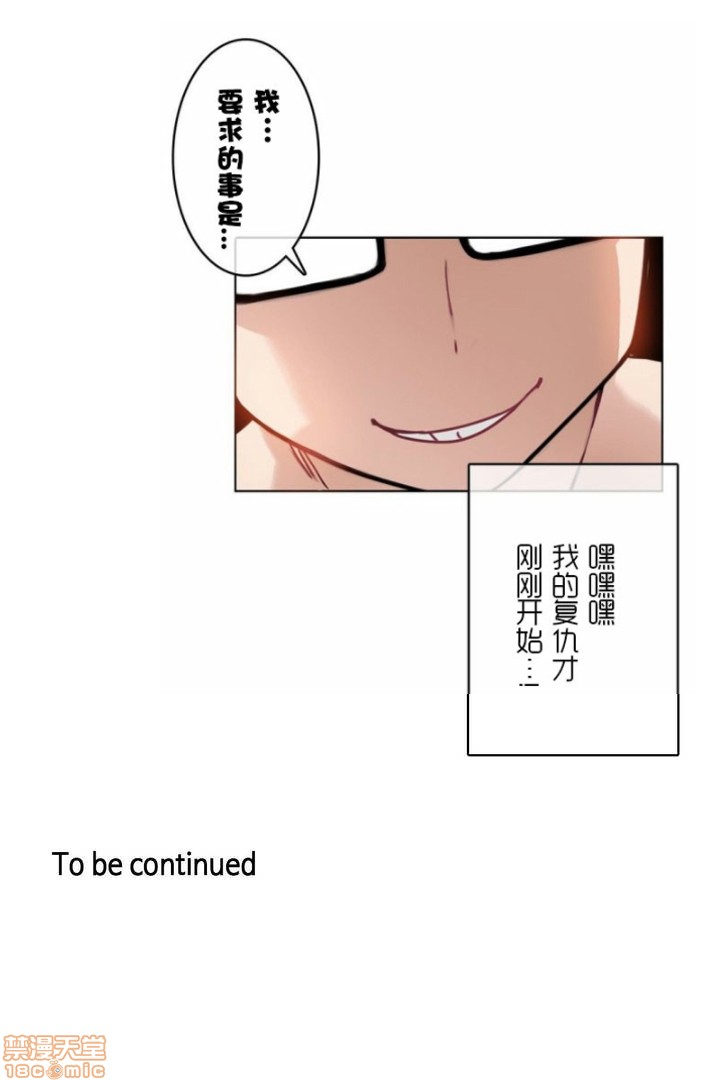 我…
要求的事是…
嘿嘿嘿
我的复仇才
刚刚开始…
To be continued
禁漫天堂
18comic